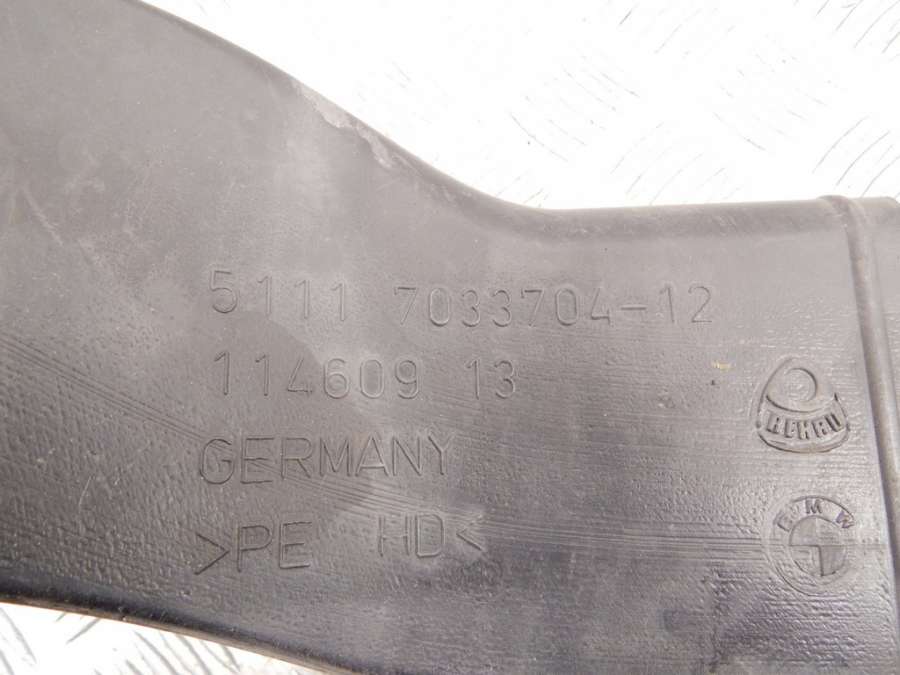 5111 7033704-12
114609 13
GERMANY
>PE HD<
REHAU
BMW